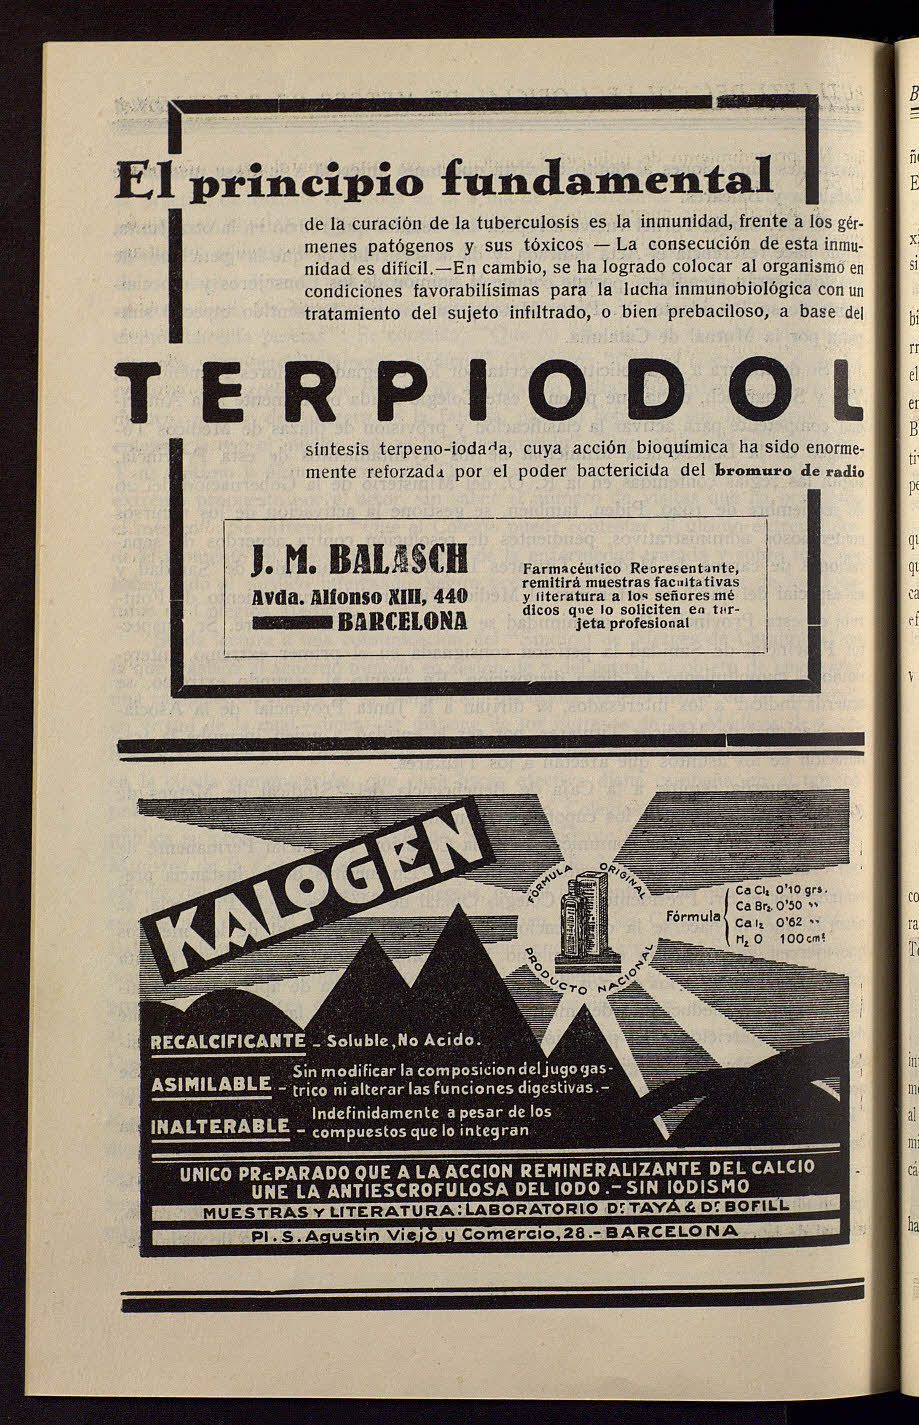 El principio fundamental
de la curación de la tuberculosis es la inmunidad, frente a los gér-
menes patógenos y sus tóxicos — La consecución de esta inmu-
nidad es difícil.—En cambio, se ha logrado colocar al organismo en
condiciones favorabilísimas para la lucha inmunobiológica con un
tratamiento del sujeto infiltrado, o bien prebaciloso, a base del
TERPIODOL
síntesis terpeno-iodada, cuya acción bioquímica ha sido enorme-
mente reforzada por el poder bactericida del bromuro de radio
J. M. BALASCH
Avda. Alfonso XIII, 440
BARCELONA
Farmacéutico Representante,
remitirá muestras facultativas
y literatura a los señores mé
dicos que lo soliciten en tar-
jeta profesional
KALOGEN
FÓRMULA ORIGINAL
PRODUCTO NACIONAL
Fórmula
Ca Cl₂ 0'10 grs.
Ca Br₂ 0'50 "
Ca I₂ 0'62 "
H₂ O 100 cm³
RECALCIFICANTE - Soluble, No Acido.
ASIMILABLE - Sin modificar la composicion del jugo gas-
trico ni alterar las funciones digestivas.-
INALTERABLE - Indefinidamente a pesar de los
compuestos que lo integran
UNICO PREPARADO QUE A LA ACCION REMINERALIZANTE DEL CALCIO
UNE LA ANTIESCROFULOSA DEL IODO.- SIN IODISMO
MUESTRAS Y LITERATURA: LABORATORIO Dr. TAYÁ & Dr. BOFILL
Pl. S. Agustin Viejo y Comercio, 28.- BARCELONA